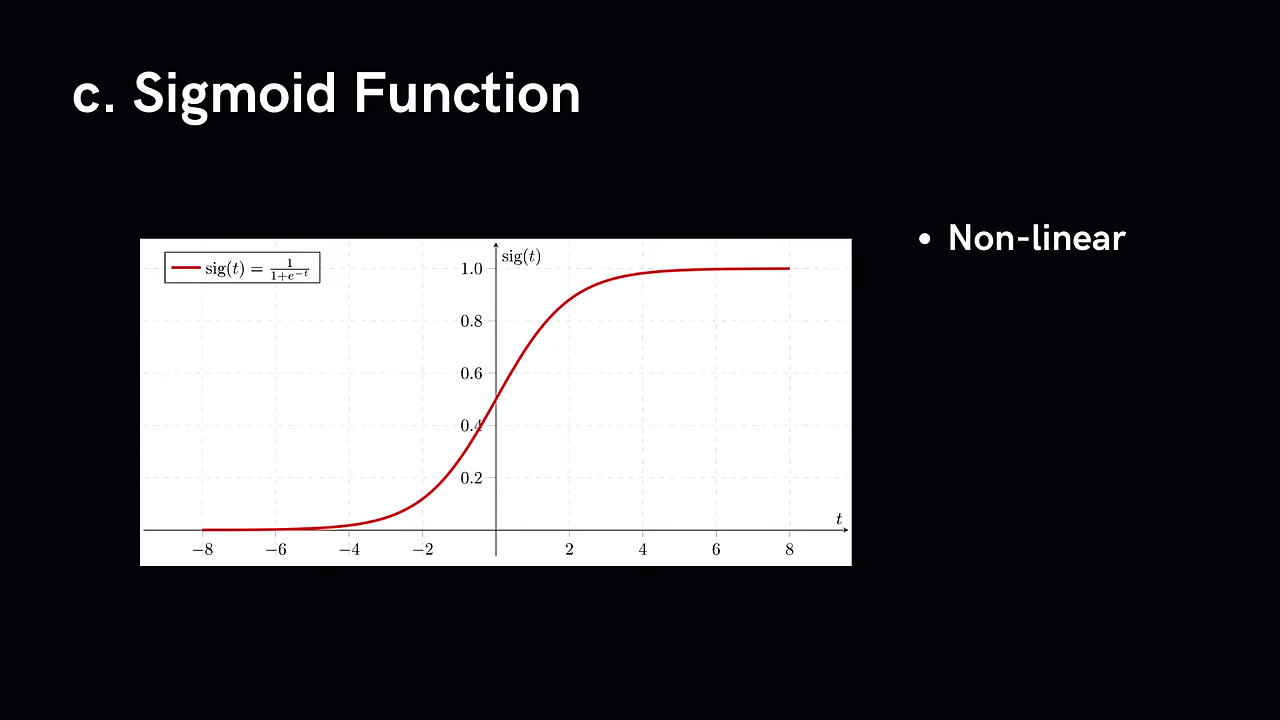 c. Sigmoid Function
• Non-linear
sig(t) = \frac{1}{1+e^{-t}}
sig(t)
1.0
0.8
0.6
0.4
0.2
t
−8 −6 −4 −2 2 4 6 8